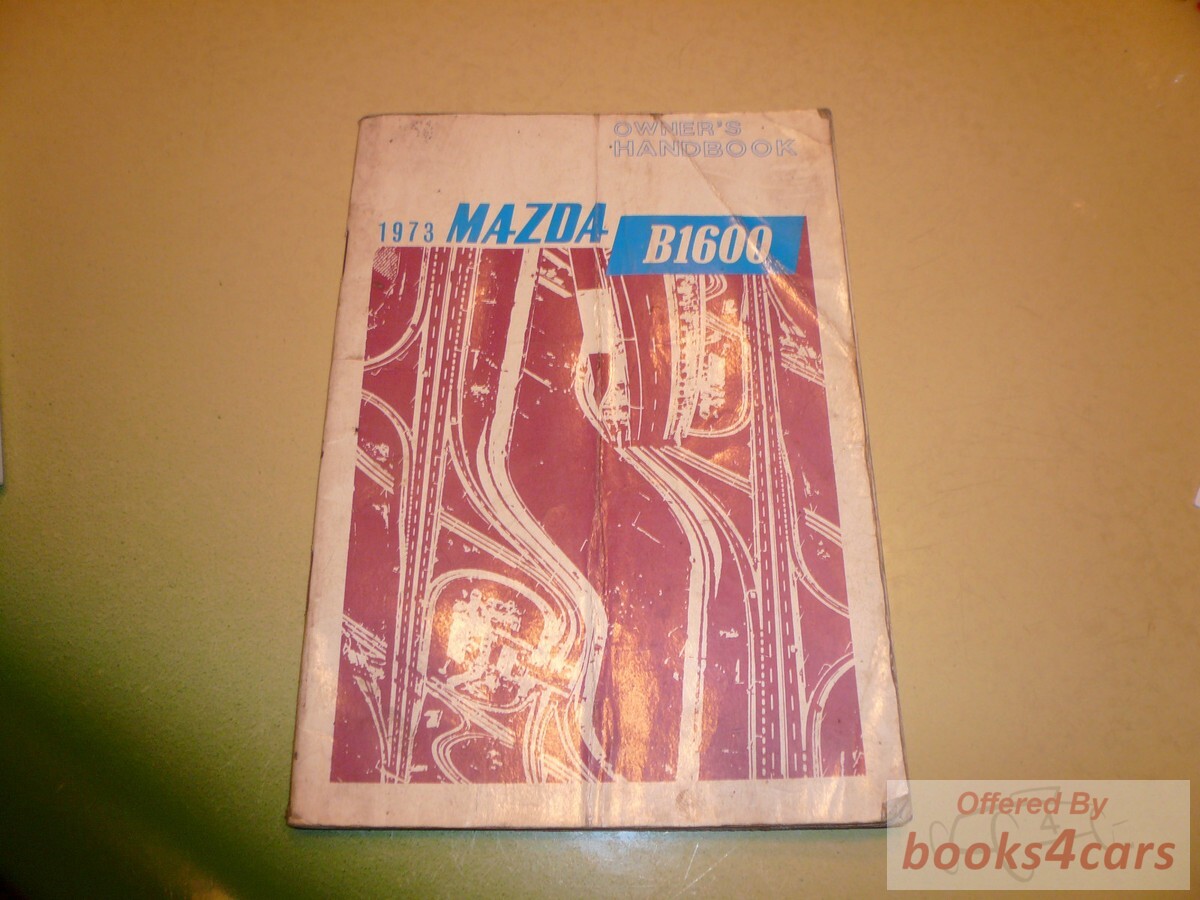 OWNER'S
HANDBOOK
1973 MAZDA B1600
Offered By
books4cars